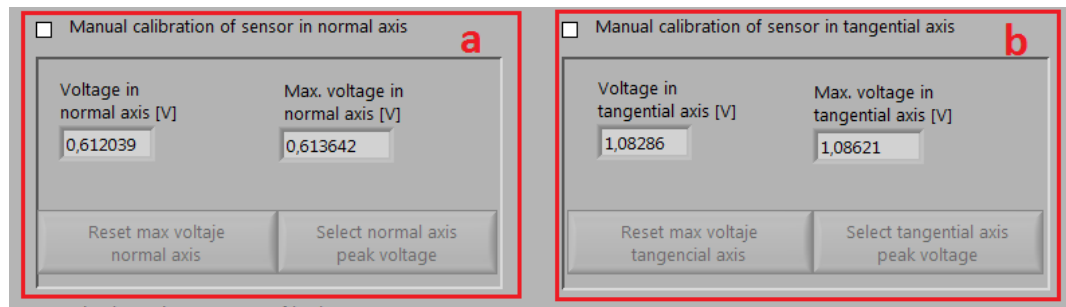 Manual calibration of sensor in normal axis
a
Voltage in
normal axis [V]
0,612039
Max. voltage in
normal axis [V]
0,613642
Reset max voltaje
normal axis
Select normal axis
peak voltage
Manual calibration of sensor in tangential axis
b
Voltage in
tangential axis [V]
1,08286
Max. voltage in
tangential axis [V]
1,08621
Reset max voltaje
tangencial axis
Select tangential axis
peak voltage